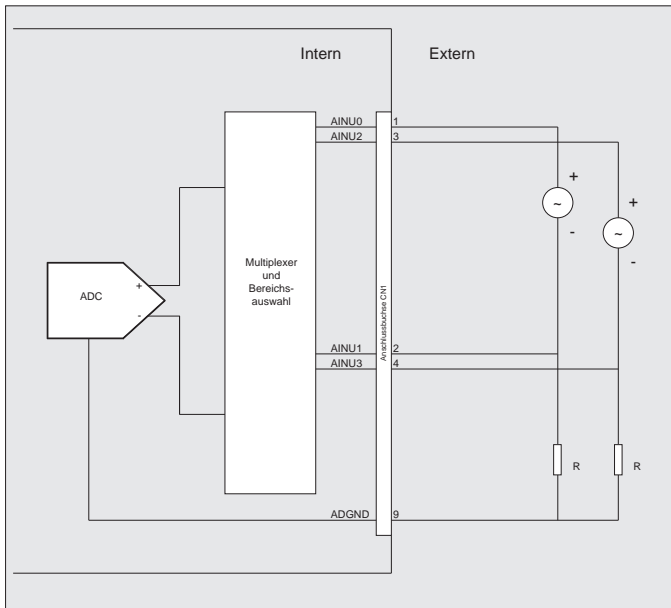 Intern
Extern
AINU0
1
AINU2
3
+
~
-
+
~
-
Multiplexer
und
Bereichs-
auswahl
ADC
+
-
Anschlussbuchse CN1
AINU1
2
AINU3
4
R
R
ADGND
9